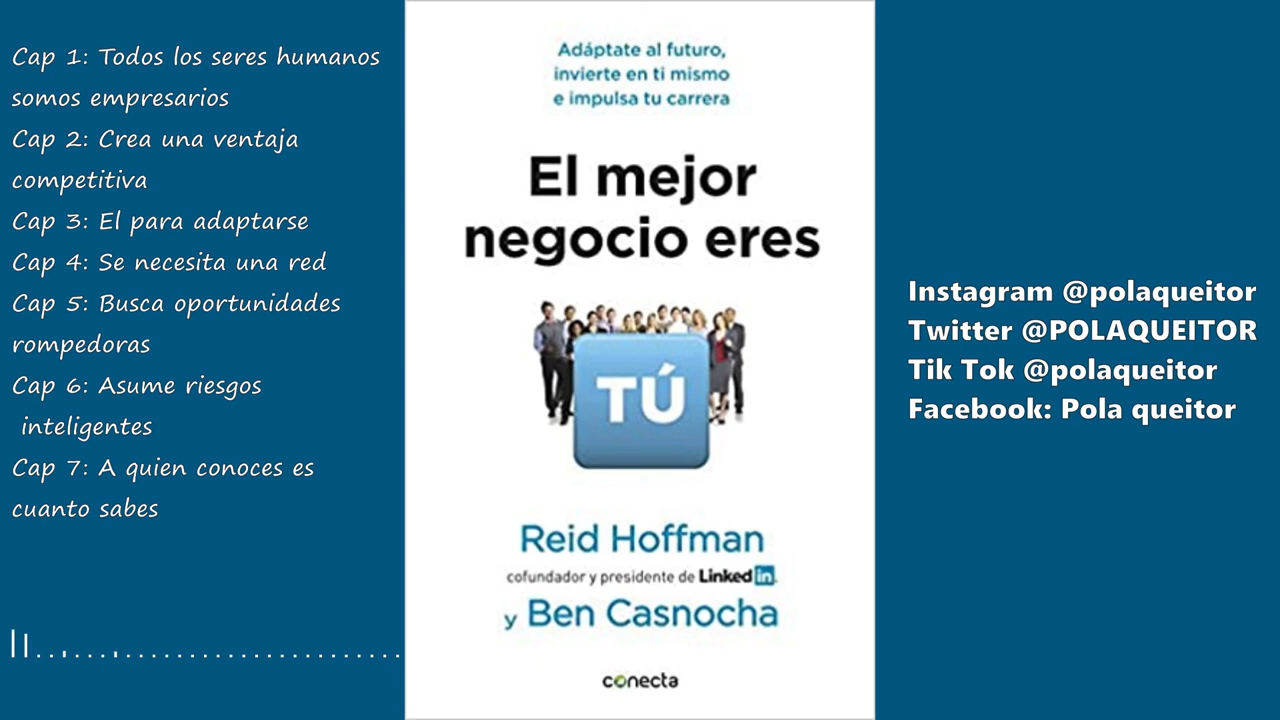 Cap 1: Todos los seres humanos
somos empresarios
Cap 2: Crea una ventaja
competitiva
Cap 3: El para adaptarse
Cap 4: Se necesita una red
Cap 5: Busca oportunidades
rompedoras
Cap 6: Asume riesgos
inteligentes
Cap 7: A quien conoces es
cuanto sabes
Adáptate al futuro,
invierte en ti mismo
e impulsa tu carrera
El mejor
negocio eres
TÚ
Reid Hoffman
cofundador y presidente de Linked in
y Ben Casnocha
conecta
Instagram @polaqueitor
Twitter @POLAQUEITOR
Tik Tok @polaqueitor
Facebook: Pola queitor